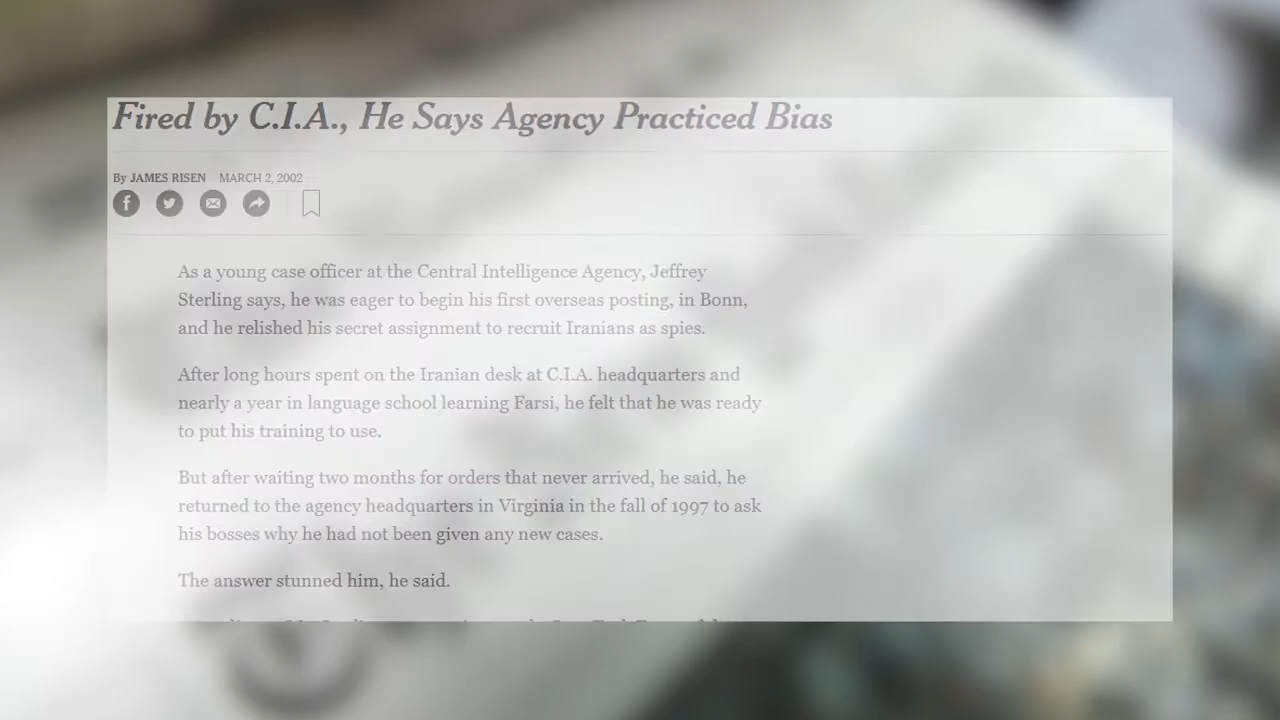 Fired by C.I.A., He Says Agency Practiced Bias
By JAMES RISEN MARCH 2, 2002
As a young case officer at the Central Intelligence Agency, Jeffrey
Sterling says, he was eager to begin his first overseas posting, in Bonn,
and he relished his secret assignment to recruit Iranians as spies.
After long hours spent on the Iranian desk at C.I.A. headquarters and
nearly a year in language school learning Farsi, he felt that he was ready
to put his training to use.
But after waiting two months for orders that never arrived, he said, he
returned to the agency headquarters in Virginia in the fall of 1997 to ask
his bosses why he had not been given any new cases.
The answer stunned him, he said.